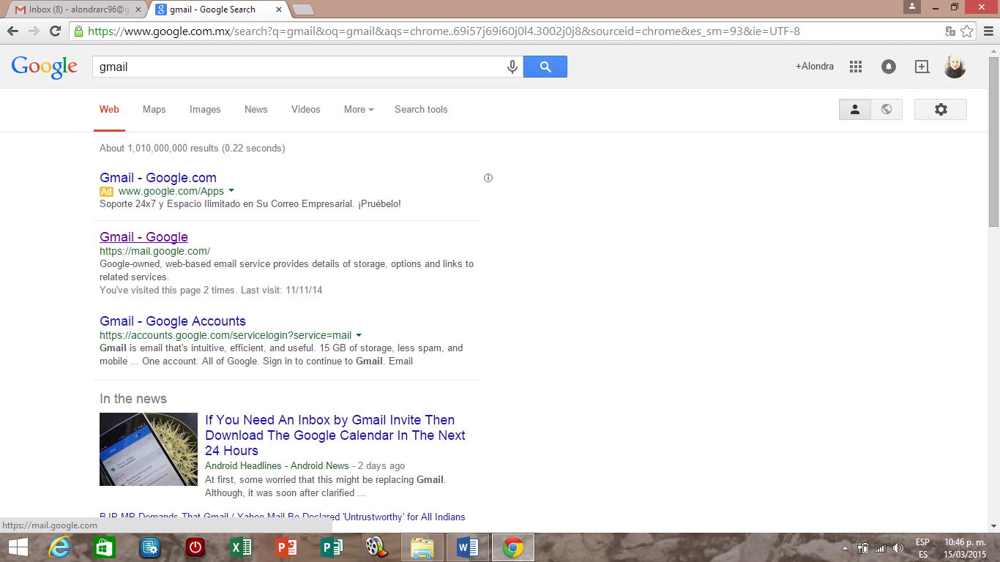 Inbox (8) - alondrarc96@g
gmail - Google Search
https://www.google.com.mx/search?q=gmail&oq=gmail&aqs=chrome..69i57j69i60j0l4.3002j0j8&sourceid=chrome&es_sm=93&ie=UTF-8
Google
gmail
+Alondra
Web Maps Images News Videos More Search tools
About 1,010,000,000 results (0.22 seconds)
Gmail - Google.com
Ad www.google.com/Apps
Soporte 24x7 y Espacio Ilimitado en Su Correo Empresarial. ¡Pruébelo!
Gmail - Google
https://mail.google.com/
Google-owned, web-based email service provides details of storage, options and links to
related services.
You've visited this page 2 times. Last visit: 11/11/14
Gmail - Google Accounts
https://accounts.google.com/servicelogin?service=mail
Gmail is email that's intuitive, efficient, and useful. 15 GB of storage, less spam, and
mobile ... One account. All of Google. Sign in to continue to Gmail. Email
In the news
If You Need An Inbox by Gmail Invite Then
Download The Google Calendar In The Next
24 Hours
Android Headlines - Android News - 2 days ago
At first, some worried that this might be replacing Gmail.
Although, it was soon after clarified ...
BJP MP Demands That Gmail / Yahoo Mail Be Declared 'Untrustworthy' for All Indians
https://mail.google.com
ESP
ES
10:46 p. m.
15/03/2015